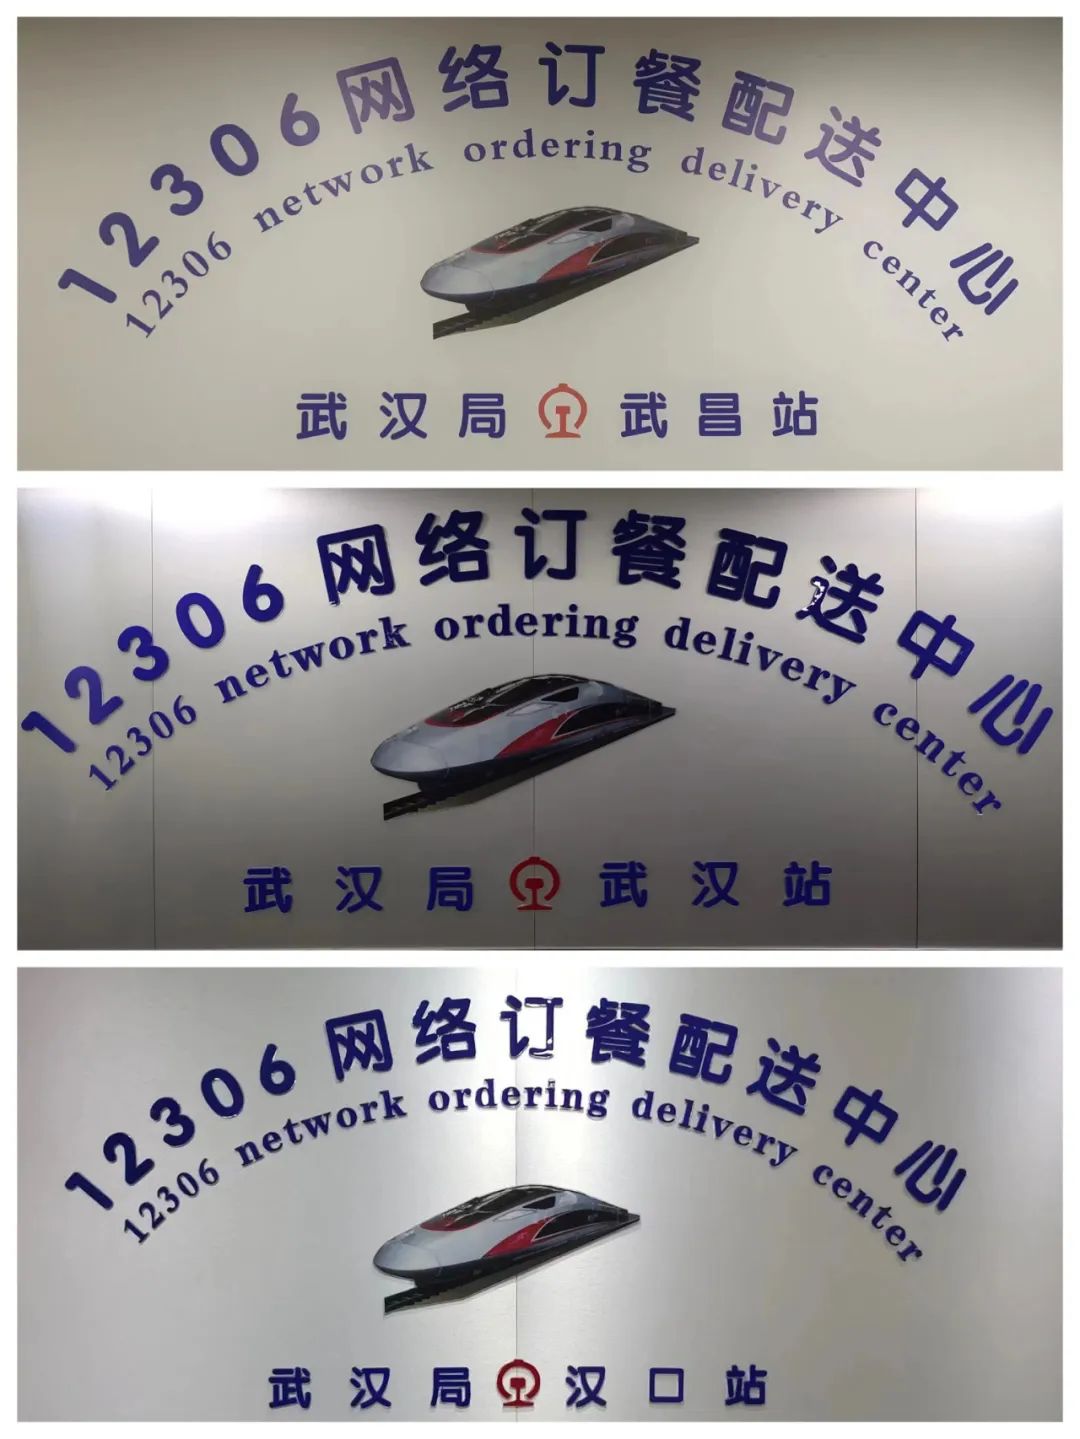 12306网络订餐配送中心
12306 network ordering delivery center
武汉局 武昌站
12306网络订餐配送中心
12306 network ordering delivery center
武汉局 武汉站
12306网络订餐配送中心
12306 network ordering delivery center
武汉局 汉口站